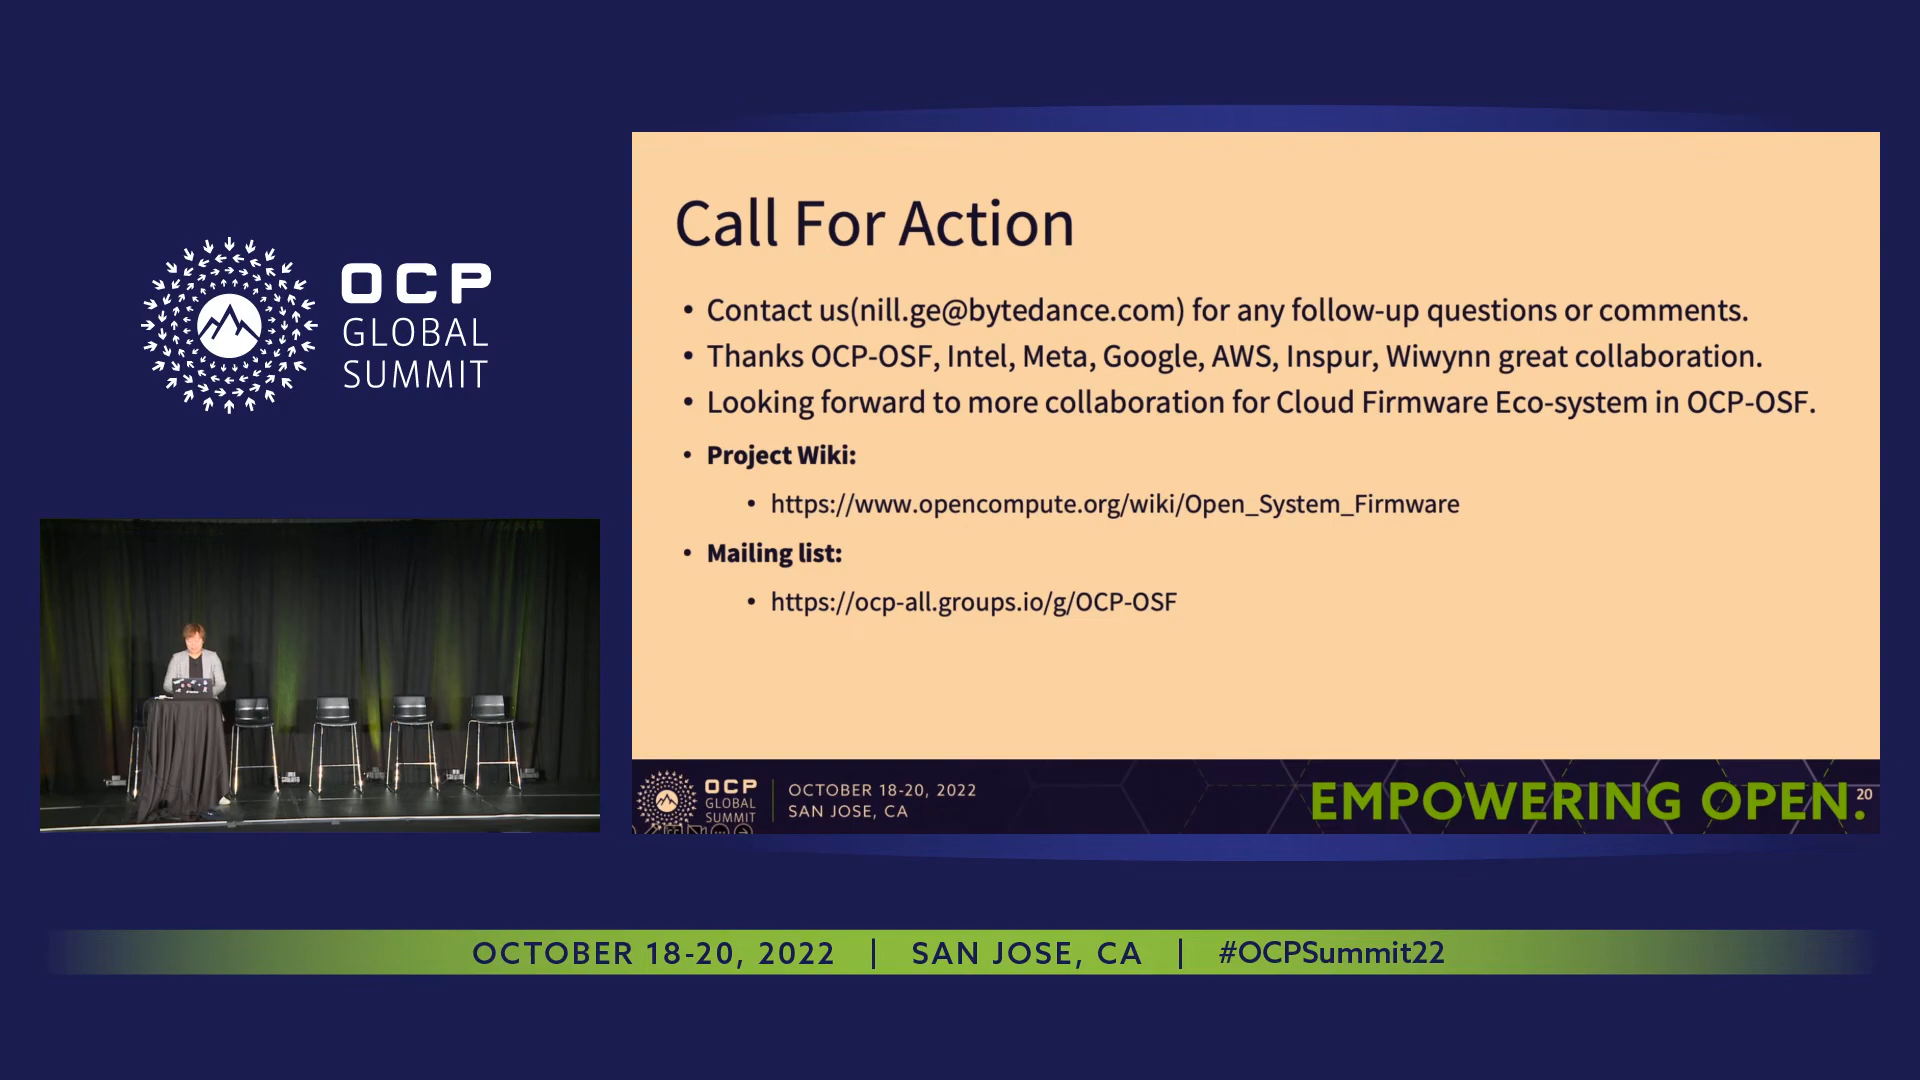 OCP
GLOBAL
SUMMIT
Call For Action
• Contact us(nill.ge@bytedance.com) for any follow-up questions or comments.
• Thanks OCP-OSF, Intel, Meta, Google, AWS, Inspur, Wiwynn great collaboration.
• Looking forward to more collaboration for Cloud Firmware Eco-system in OCP-OSF.
• Project Wiki:
• https://www.opencompute.org/wiki/Open_System_Firmware
• Mailing list:
• https://ocp-all.groups.io/g/OCP-OSF
OCP
GLOBAL
SUMMIT
OCTOBER 18-20, 2022
SAN JOSE, CA
EMPOWERING OPEN.
20
OCTOBER 18-20, 2022 | SAN JOSE, CA | #OCPSummit22